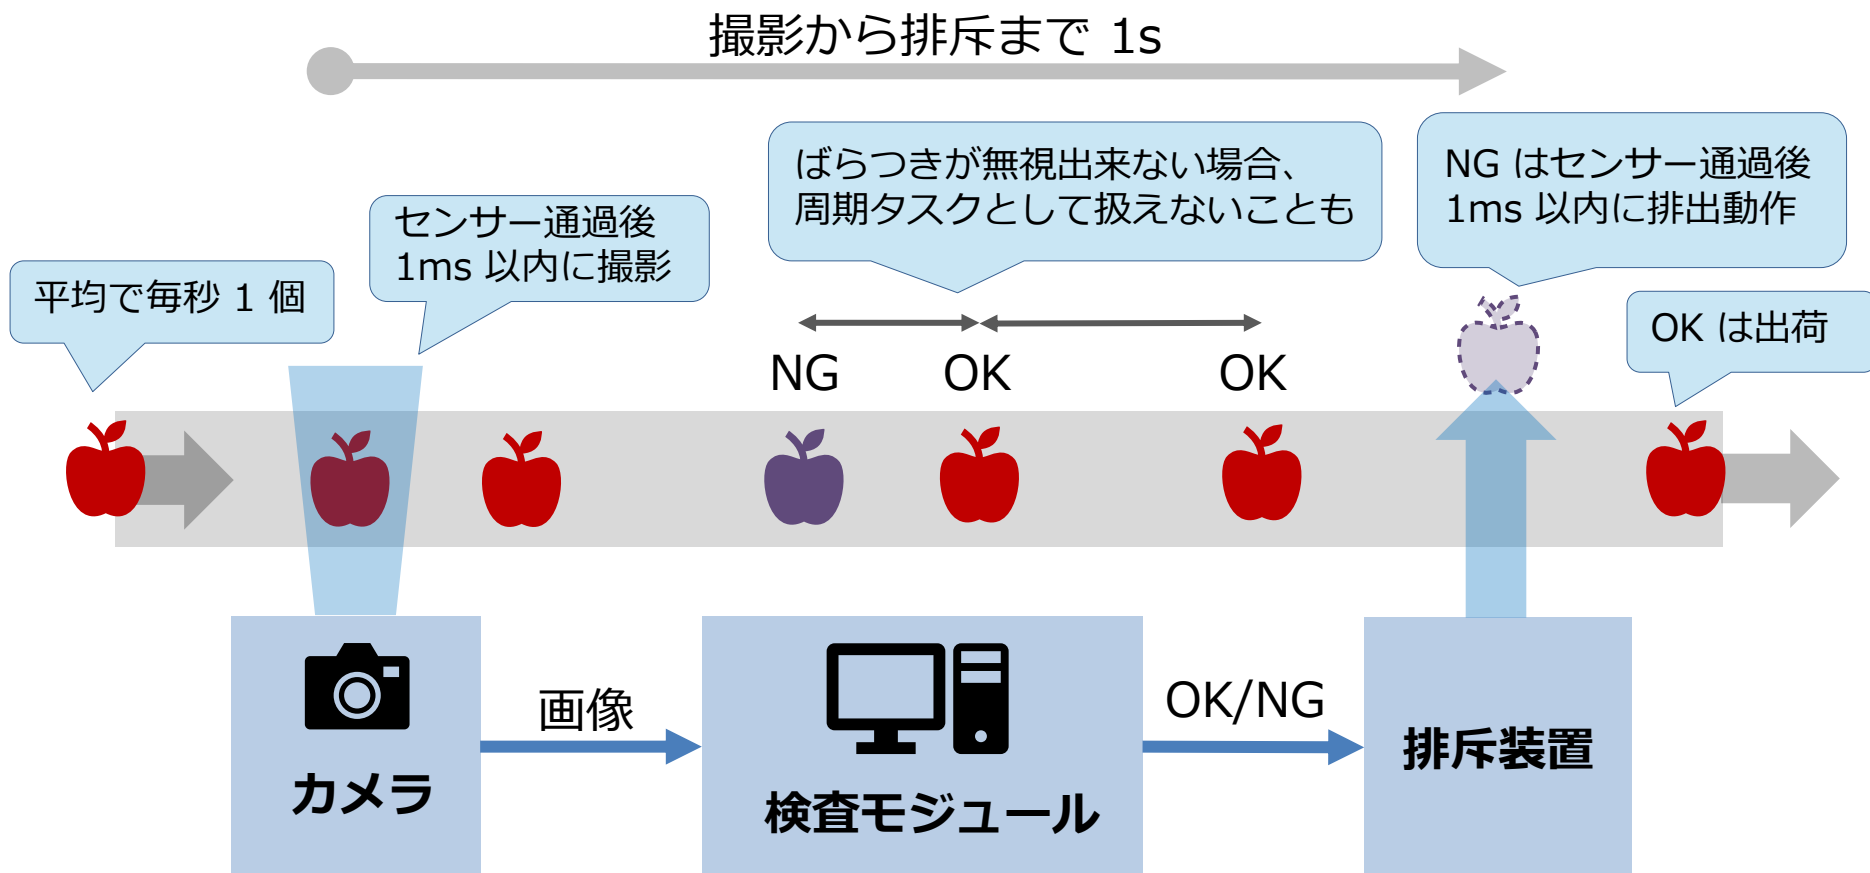 撮影から排斥まで 1s
ばらつきが無視出来ない場合、
周期タスクとして扱えないことも
NG はセンサー通過後
1ms 以内に排出動作
センサー通過後
1ms 以内に撮影
平均で毎秒 1 個
OK は出荷
NG
OK
OK
画像
OK/NG
カメラ
検査モジュール
排斥装置